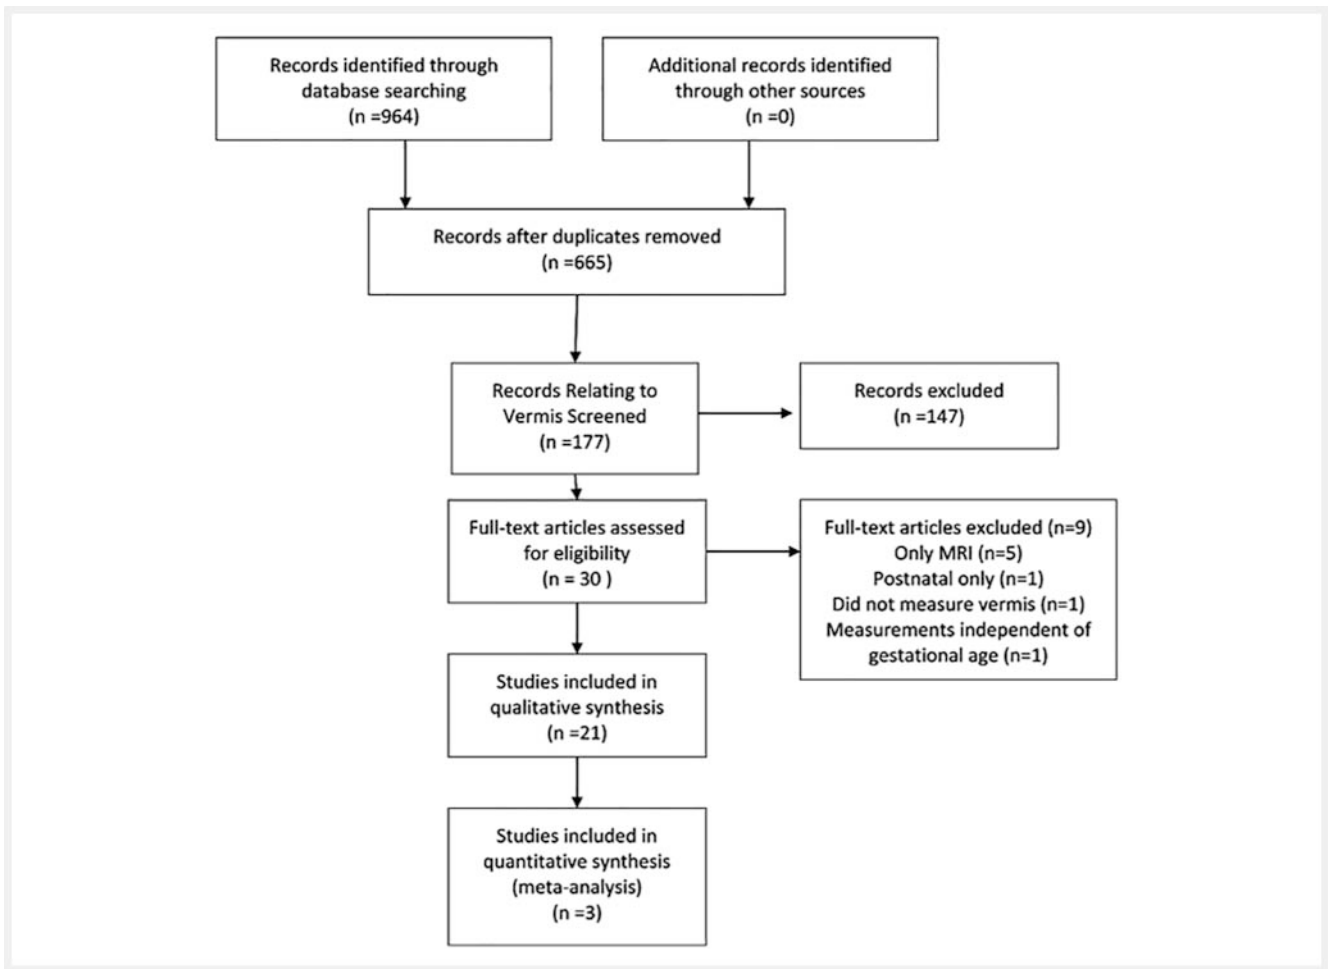 Records identified through
database searching
(n =964)
Additional records identified
through other sources
(n =0)
Records after duplicates removed
(n =665)
Records Relating to
Vermis Screened
(n =177)
Records excluded
(n =147)
Full-text articles assessed
for eligibility
(n = 30 )
Full-text articles excluded (n=9)
Only MRI (n=5)
Postnatal only (n=1)
Did not measure vermis (n=1)
Measurements independent of
gestational age (n=1)
Studies included in
qualitative synthesis
(n =21)
Studies included in
quantitative synthesis
(meta-analysis)
(n =3)